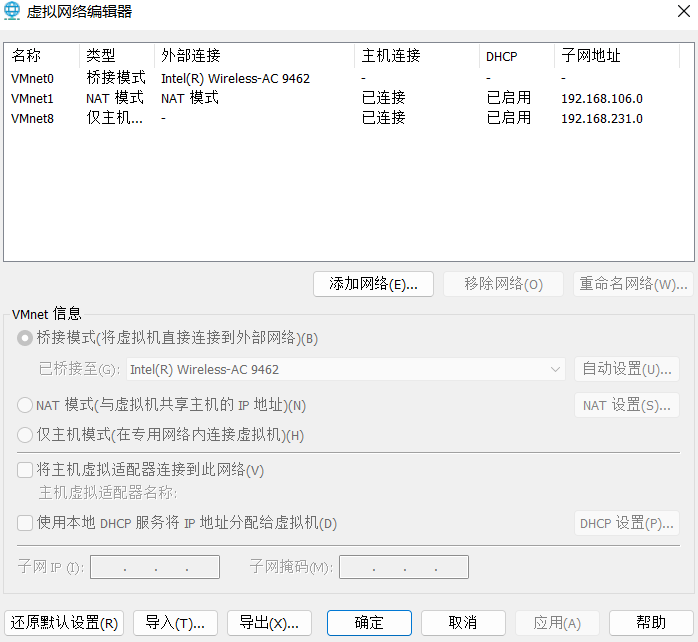 虚拟网络编辑器
名称 类型 外部连接 主机连接 DHCP 子网地址
VMnet0 桥接模式 Intel(R) Wireless-AC 9462 - - -
VMnet1 NAT 模式 NAT 模式 已连接 已启用 192.168.106.0
VMnet8 仅主机... - 已连接 已启用 192.168.231.0
添加网络(E)... 移除网络(O) 重命名网络(W)...
VMnet 信息
桥接模式(将虚拟机直接连接到外部网络)(B)
已桥接至(G): Intel(R) Wireless-AC 9462 自动设置(U)...
NAT 模式(与虚拟机共享主机的 IP 地址)(N) NAT 设置(S)...
仅主机模式(在专用网络内连接虚拟机)(H)
将主机虚拟适配器连接到此网络(V)
主机虚拟适配器名称:
使用本地 DHCP 服务将 IP 地址分配给虚拟机(D) DHCP 设置(P)...
子网 IP (I): . . . 子网掩码(M): . . .
还原默认设置(R) 导入(T)... 导出(X)... 确定 取消 应用(A) 帮助